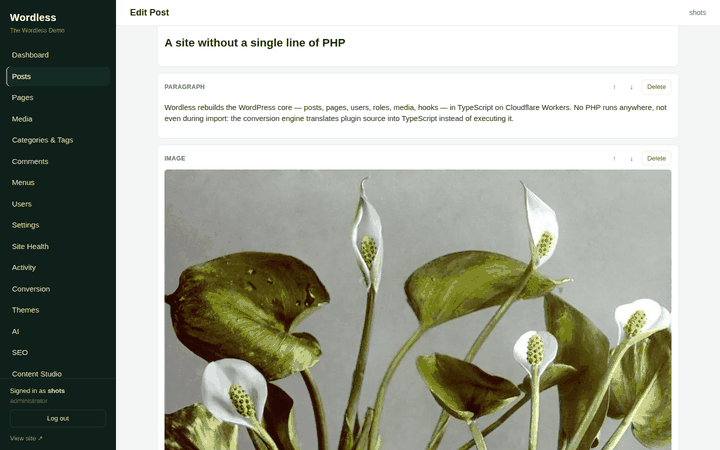 Wordless
The Wordless Demo
Dashboard
Posts
Pages
Media
Categories & Tags
Comments
Menus
Users
Settings
Site Health
Activity
Conversion
Themes
AI
SEO
Content Studio
Signed in as shots
administrator
Log out
View site ↗
Edit Post
shots
A site without a single line of PHP
PARAGRAPH
↑ ↓ Delete
Wordless rebuilds the WordPress core — posts, pages, users, roles, media, hooks — in TypeScript on Cloudflare Workers. No PHP runs anywhere, not
even during import: the conversion engine translates plugin source into TypeScript instead of executing it.
IMAGE
↑ ↓ Delete